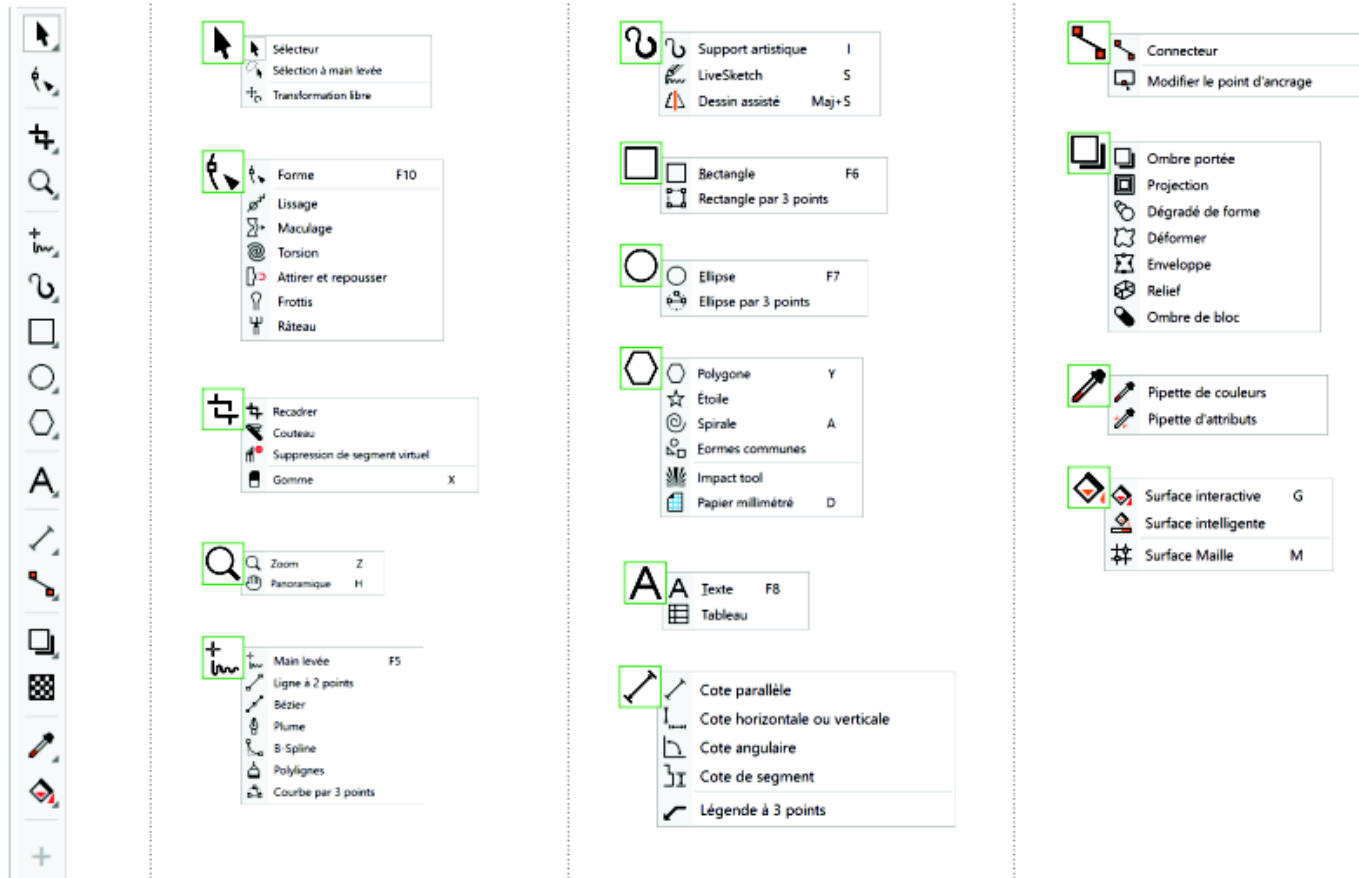 Sélecteur
Sélection à main levée
Transformation libre
Forme F10
Lissage
Maculage
Torsion
Attirer et repousser
Frottis
Râteau
Recadrer
Couteau
Suppression de segment virtuel
Gomme X
Zoom Z
Panoramique H
Main levée F5
Ligne à 2 points
Bézier
Plume
B-Spline
Polylignes
Courbe par 3 points
Support artistique I
LiveSketch S
Dessin assisté Maj+S
Rectangle F6
Rectangle par 3 points
Ellipse F7
Ellipse par 3 points
Polygone Y
Étoile
Spirale A
Formes communes
Impact tool
Papier millimétré D
Texte F8
Tableau
Cote parallèle
Cote horizontale ou verticale
Cote angulaire
Cote de segment
Légende à 3 points
Connecteur
Modifier le point d'ancrage
Ombre portée
Projection
Dégradé de forme
Déformer
Enveloppe
Relief
Ombre de bloc
Pipette de couleurs
Pipette d'attributs
Surface interactive G
Surface intelligente
Surface Maille M